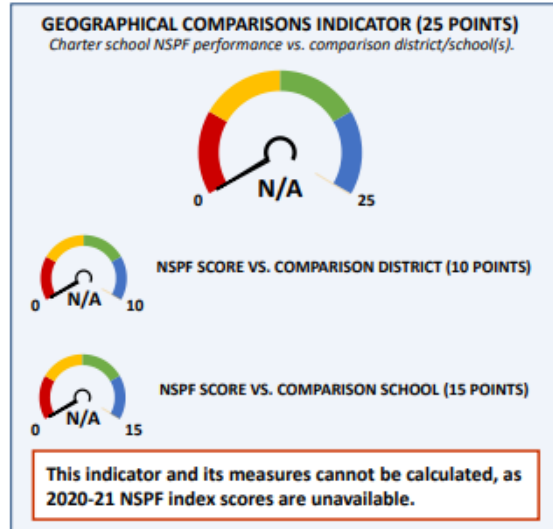 GEOGRAPHICAL COMPARISONS INDICATOR (25 POINTS)
Charter school NSPF performance vs. comparison district/school(s).
N/A
0
25
NSPF SCORE VS. COMPARISON DISTRICT (10 POINTS)
N/A
0
10
NSPF SCORE VS. COMPARISON SCHOOL (15 POINTS)
N/A
0
15
This indicator and its measures cannot be calculated, as
2020-21 NSPF index scores are unavailable.